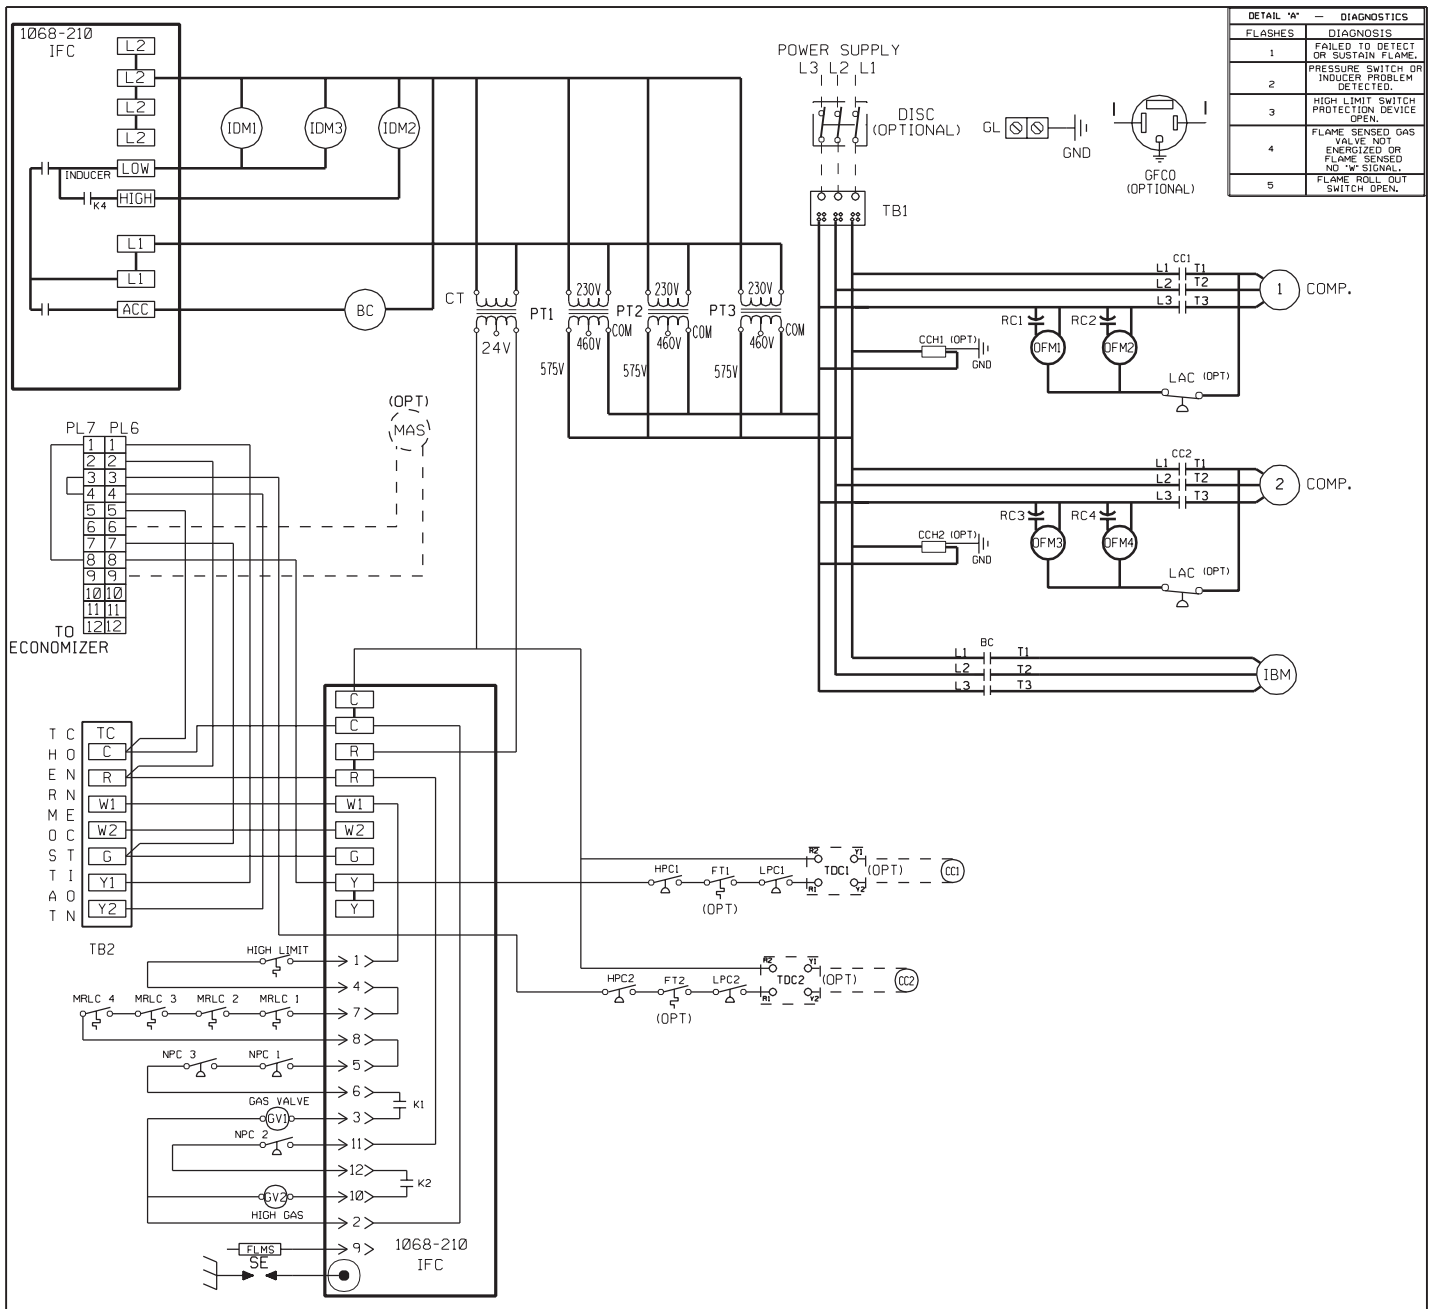 1068-210
IFC
L2
L2
L2
L2
LOW
INDUCER
HIGH
K4
L1
L1
ACC
IDM1
IDM3
IDM2
BC
POWER SUPPLY
L3 L2 L1
DISC
(OPTIONAL)
TB1
GL
GND
GFCO
(OPTIONAL)
DETAIL "A" — DIAGNOSTICS
FLASHES DIAGNOSIS
1 FAILED TO DETECT
OR SUSTAIN FLAME.
2 PRESSURE SWITCH OR
INDUCER PROBLEM
DETECTED.
3 HIGH LIMIT SWITCH
PROTECTION DEVICE
OPEN.
4 FLAME SENSED GAS
VALVE NOT
ENERGIZED OR
FLAME SENSED
NO "W" SIGNAL.
5 FLAME ROLL OUT
SWITCH OPEN.
CT
24V
PT1
230V
460V
COM
575V
PT2
230V
460V
COM
575V
PT3
230V
460V
COM
575V
CC1
L1 T1
L2 T2
L3 T3
1 COMP.
RC1
RC2
OFM1
OFM2
CCH1 (OPT)
GND
LAC (OPT)
CC2
L1 T1
L2 T2
L3 T3
2 COMP.
RC3
RC4
OFM3
OFM4
CCH2 (OPT)
GND
LAC (OPT)
BC
L1 T1
L2 T2
L3 T3
IBM
(OPT)
MAS
PL7 PL6
1 1
2 2
3 3
4 4
5 5
6 6
7 7
8 8
9 9
10 10
11 11
12 12
TO
ECONOMIZER
THERMOSTAT
CONNECTION
TC
C
R
W1
W2
G
Y1
Y2
TB2
C
C
R
R
W1
W2
G
Y
Y
HPC1
FT1
(OPT)
LPC1
R2
Y1
TDC1
R1
Y2
(OPT)
CC1
HPC2
FT2
(OPT)
LPC2
R2
Y1
TDC2
R1
Y2
(OPT)
CC2
HIGH LIMIT
1
4
MRLC 4 MRLC 3 MRLC 2 MRLC 1
7
8
NPC 3 NPC 1
5
6
K1
GAS VALVE
GV1
3
NPC 2
11
12
K2
GV2
10
HIGH GAS
2
FLMS
9
SE
1068-210
IFC